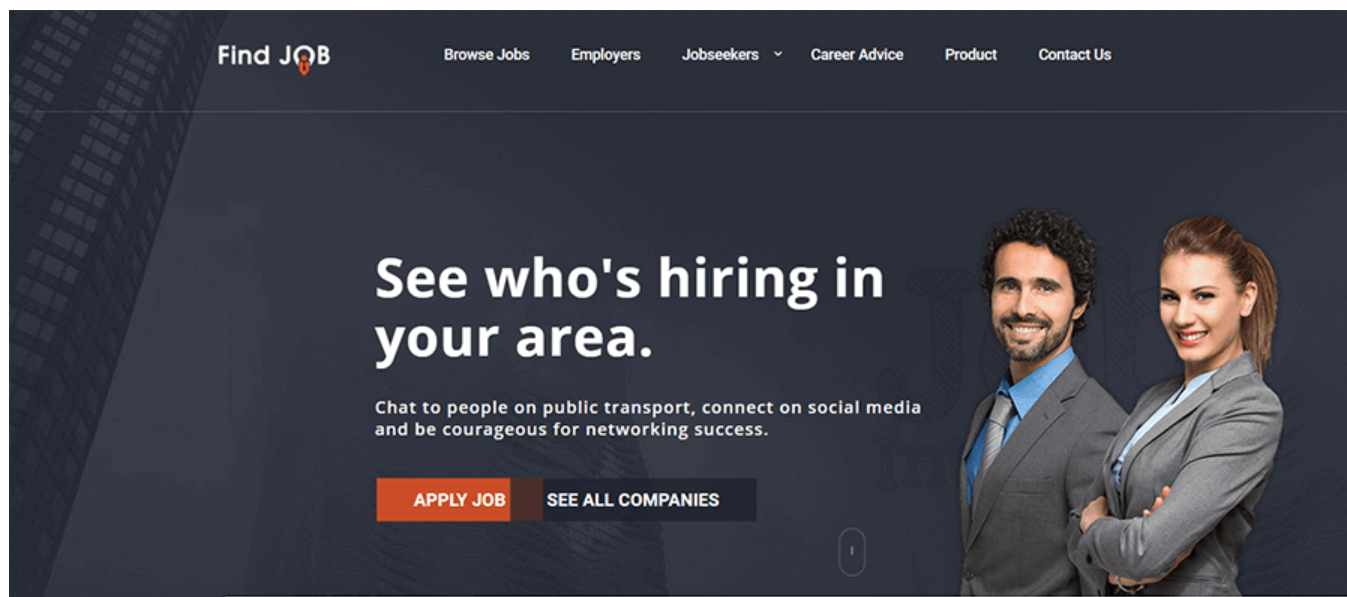 Find JOB
Browse Jobs Employers Jobseekers Career Advice Product Contact Us
See who's hiring in
your area.
Chat to people on public transport, connect on social media
and be courageous for networking success.
APPLY JOB SEE ALL COMPANIES